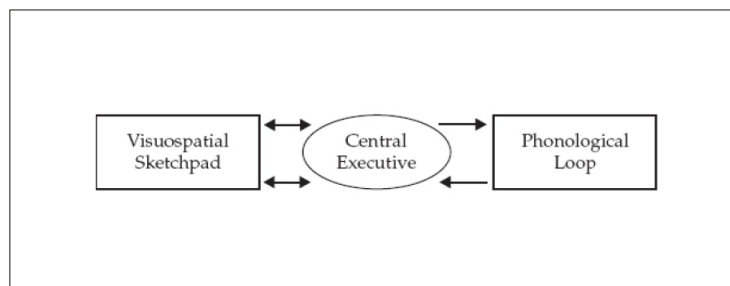 Visuospatial
Sketchpad
Central
Executive
Phonological
Loop